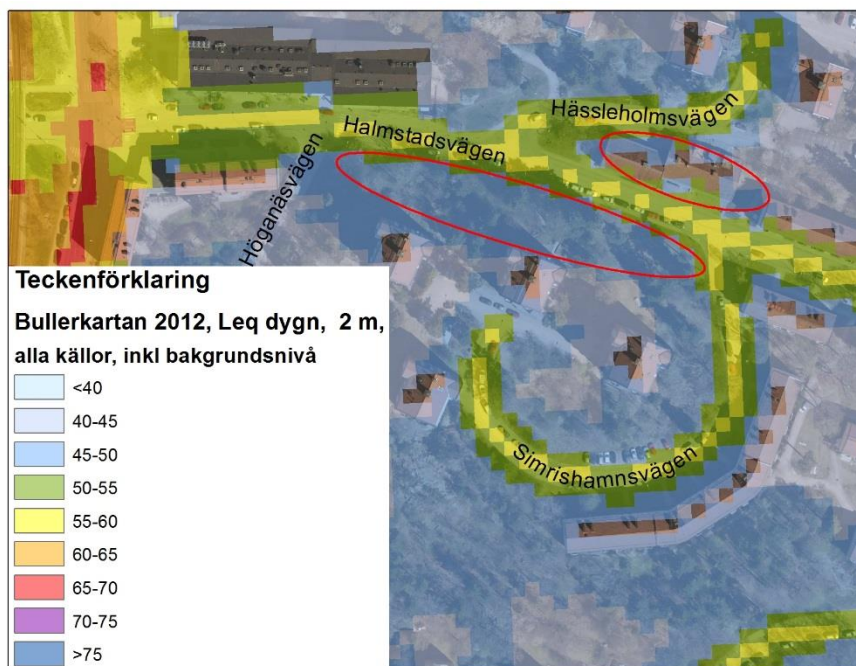 Hässleholmsvägen
Halmstadsvägen
Höganäsvägen
Simrishamnsvägen
Teckenförklaring
Bullerkartan 2012, Leq dygn, 2 m,
alla källor, inkl bakgrundsnivå
<40
40-45
45-50
50-55
55-60
60-65
65-70
70-75
>75